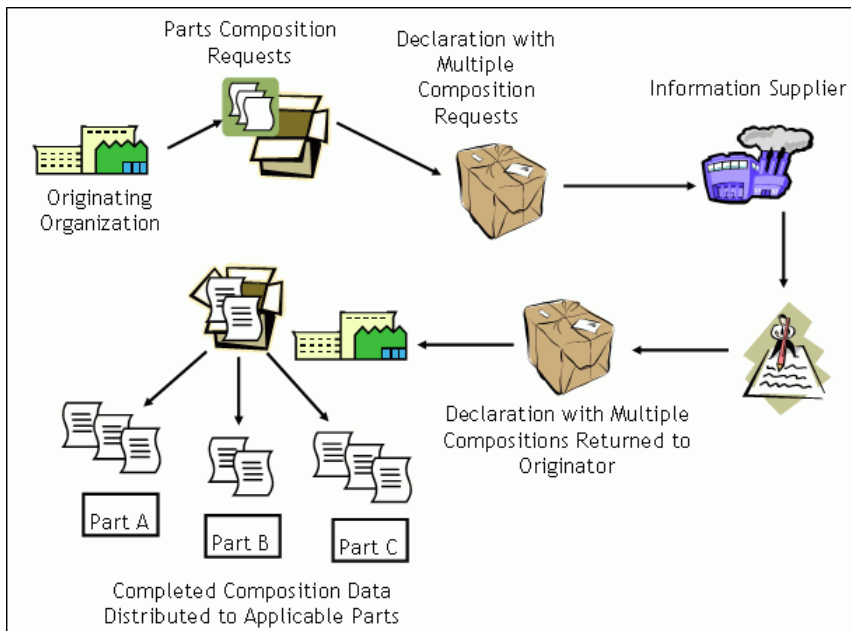 Parts Composition
Requests
Declaration with
Multiple
Composition
Requests
Information Supplier
Originating
Organization
Declaration with Multiple
Compositions Returned to
Originator
Part A
Part B
Part C
Completed Composition Data
Distributed to Applicable Parts